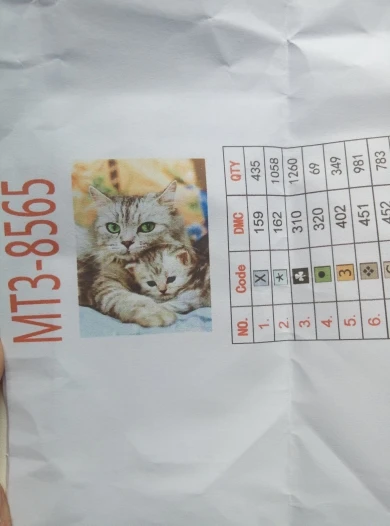 MT3-8565
NO. Code DMC QTY
1. X 159 435
2. 162 1058
3. 310 1260
4. 320 69
5. 3 402 349
6. 451 981
452 783